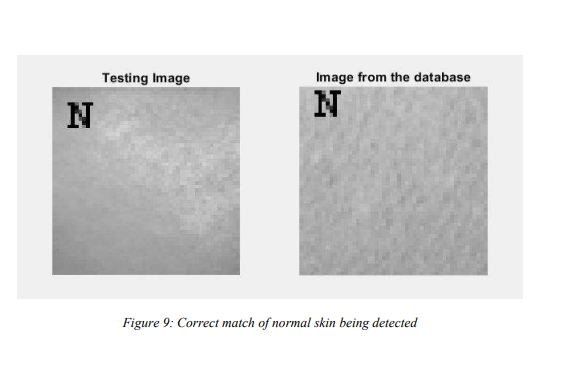 Testing Image
Image from the database
N
N
Figure 9: Correct match of normal skin being detected